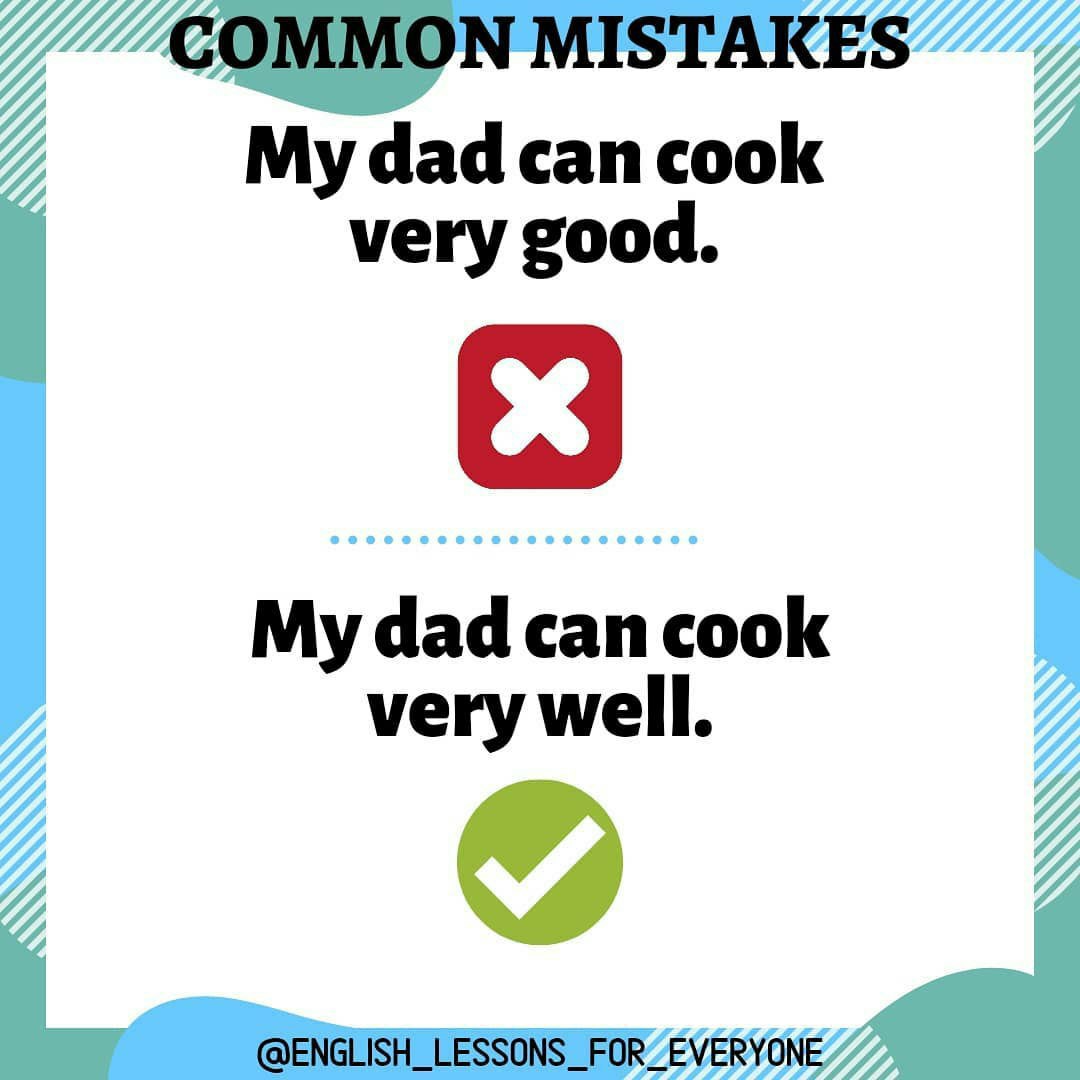 COMMON MISTAKES
My dad can cook
very good.
My dad can cook
very well.
@ENGLISH_LESSONS_FOR_EVERYONE